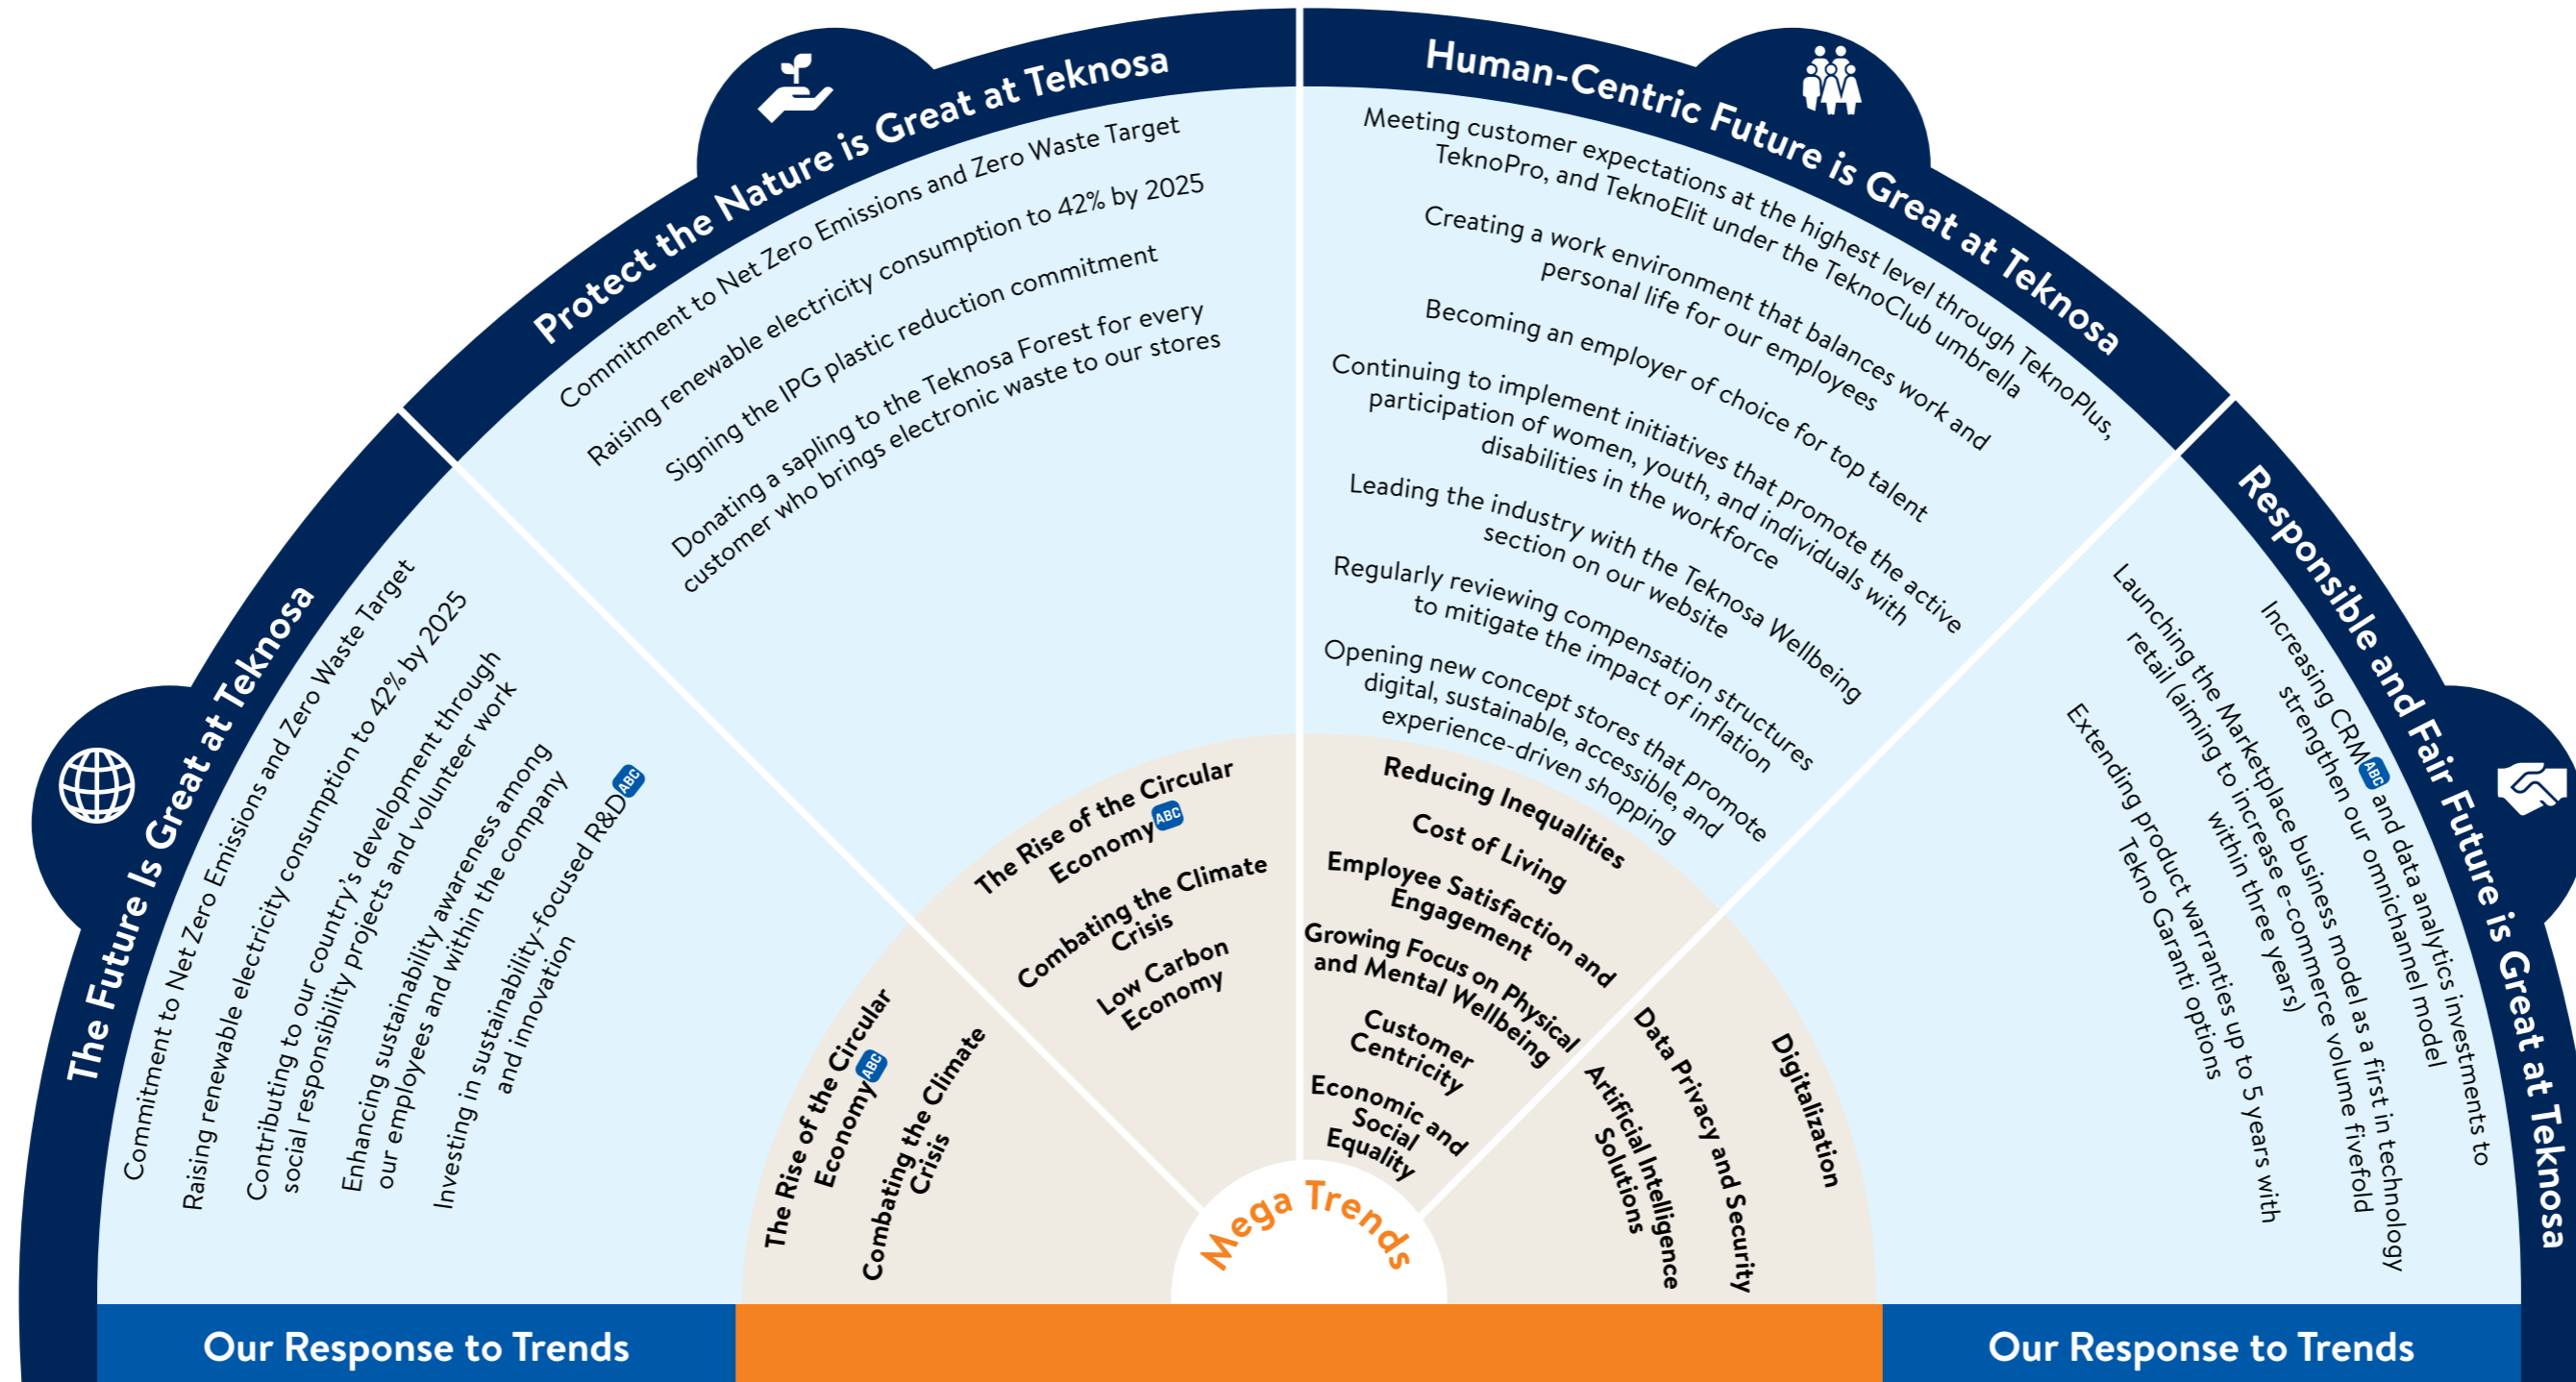 The Future Is Great at Teknosa
Commitment to Net Zero Emissions and Zero Waste Target
Raising renewable electricity consumption to 42% by 2025
Contributing to our country's development through
social responsibility projects and volunteer work
Enhancing sustainability awareness among
our employees and within the company
Investing in sustainability-focused R&D ABC
and innovation
The Rise of the Circular
Economy ABC
Combating the Climate
Crisis
Protect the Nature is Great at Teknosa
Commitment to Net Zero Emissions and Zero Waste Target
Raising renewable electricity consumption to 42% by 2025
Signing the IPG plastic reduction commitment
Donating a sapling to the Teknosa Forest for every
customer who brings electronic waste to our stores
The Rise of the Circular
Economy ABC
Combating the Climate
Crisis
Low Carbon
Economy
Human-Centric Future is Great at Teknosa
Meeting customer expectations at the highest level through TeknoPlus,
TeknoPro, and TeknoElit under the TeknoClub umbrella
Creating a work environment that balances work and
personal life for our employees
Becoming an employer of choice for top talent
Continuing to implement initiatives that promote the active
participation of women, youth, and individuals with
disabilities in the workforce
Leading the industry with the Teknosa Wellbeing
section on our website
Regularly reviewing compensation structures
to mitigate the impact of inflation
Opening new concept stores that promote
digital, sustainable, accessible, and
experience-driven shopping
Reducing Inequalities
Cost of Living
Employee Satisfaction and
Engagement
Growing Focus on Physical
and Mental Wellbeing
Customer
Centricity
Economic and
Social
Equality
Responsible and Fair Future is Great at Teknosa
Increasing CRM ABC and data analytics investments to
strengthen our omnichannel model
Launching the Marketplace business model as a first in technology
retail (aiming to increase e-commerce volume fivefold
within three years)
Extending product warranties up to 5 years with
Tekno Garanti options
Digitalization
Data Privacy and Security
Artificial Intelligence
Solutions
Mega Trends
Our Response to Trends
Our Response to Trends